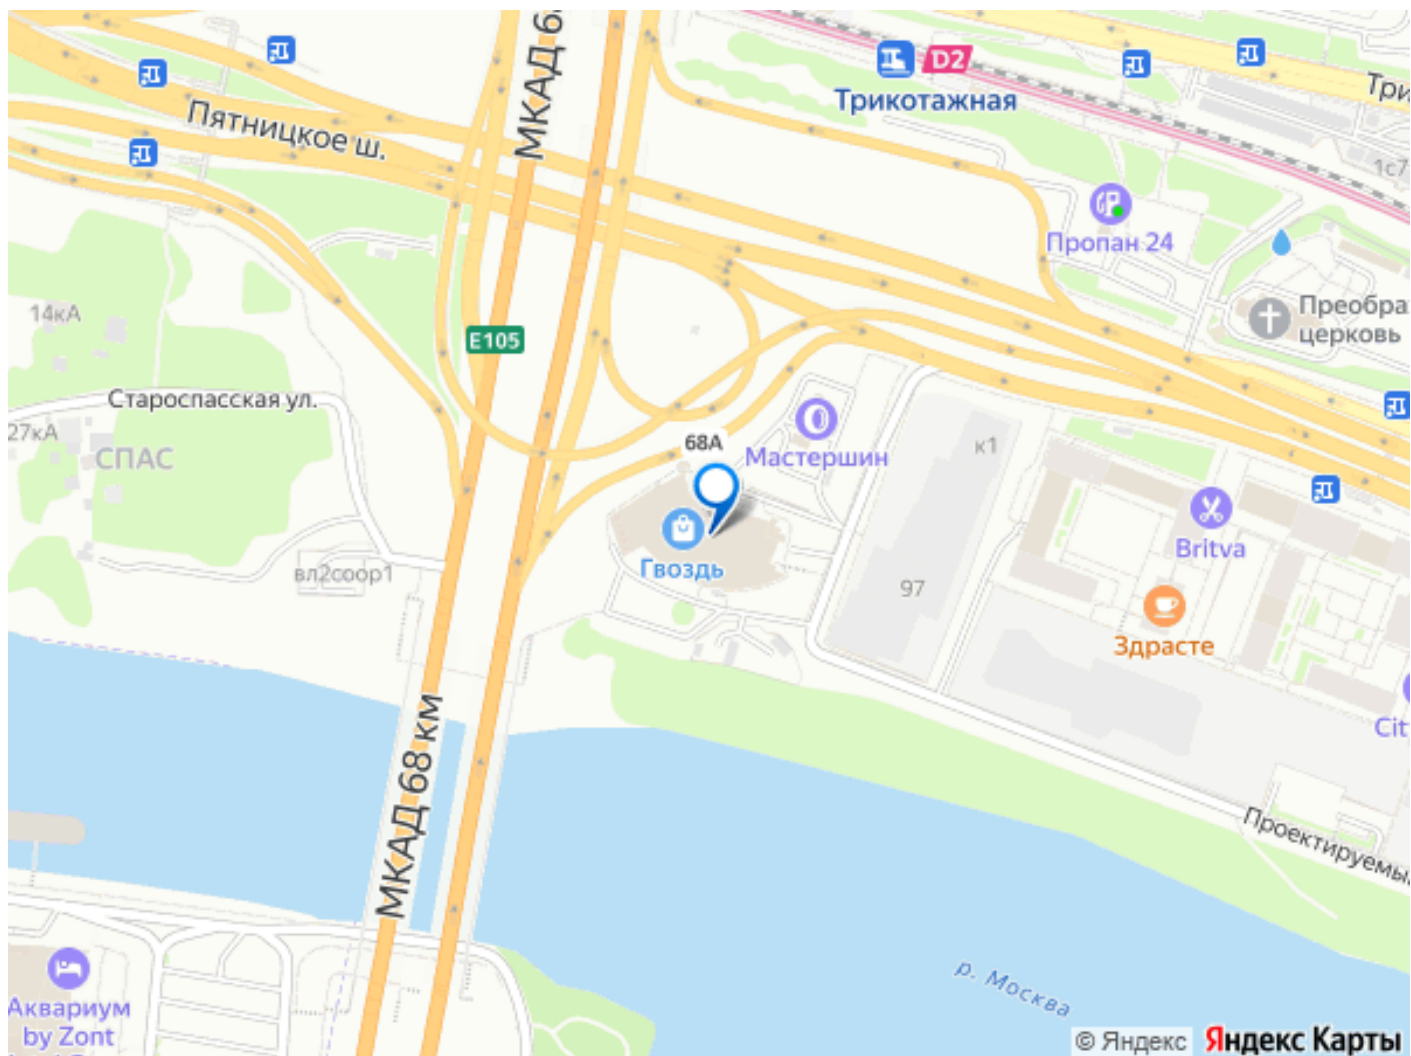 МКАД 68
D2
Трикотажная
Три
Пятницкое ш.
1с7
Пропан 24
14кА
Преобра
церковь
E105
Староспасская ул.
27кА
СПАС
68А
Мастершин
к1
Гвоздь
Britva
вл2соор1
97
Здрасте
Cit
МКАД 68 км
Проектируемы
р. Москва
Аквариум
by Zont
© Яндекс Яндекс Карты